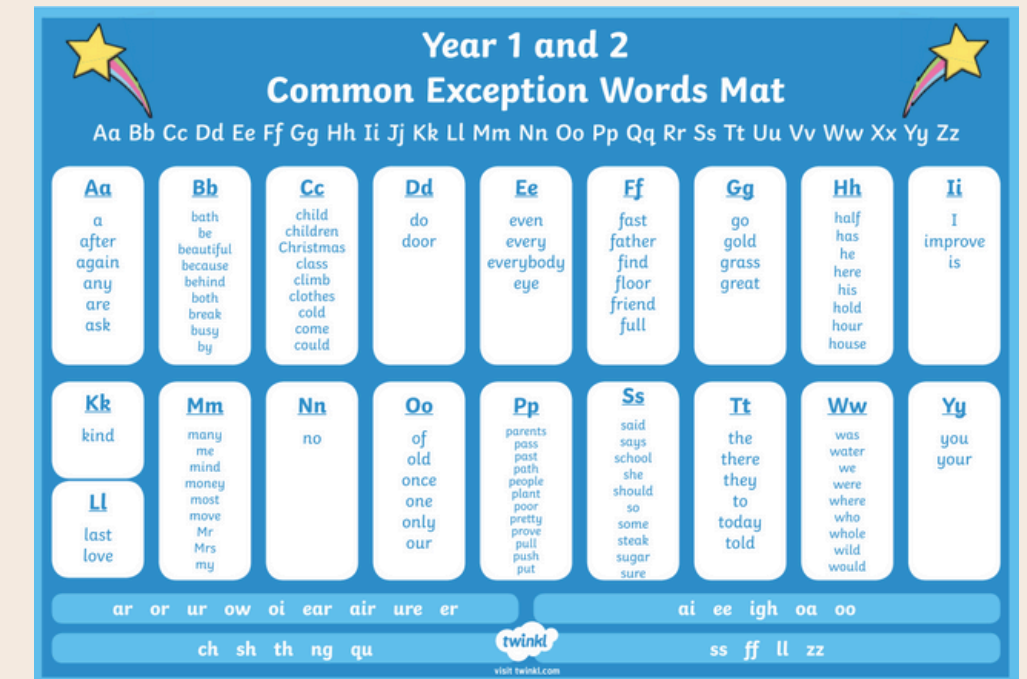 Year 1 and 2
Common Exception Words Mat
Aa Bb Cc Dd Ee Ff Gg Hh Ii Jj Kk Ll Mm Nn Oo Pp Qq Rr Ss Tt Uu Vv Ww Xx Yy Zz
Aa
a
after
again
any
are
ask
Bb
bath
be
beautiful
because
behind
both
break
busy
by
Cc
child
children
Christmas
class
climb
clothes
cold
come
could
Dd
do
door
Ee
even
every
everybody
eye
Ff
fast
father
find
floor
friend
full
Gg
go
gold
grass
great
Hh
half
has
he
here
his
hold
hour
house
Ii
I
improve
is
Kk
kind
Ll
last
love
Mm
many
me
mind
money
most
move
Mr
Mrs
my
Nn
no
Oo
of
old
once
one
only
our
Pp
parents
pass
past
path
people
plant
poor
pretty
prove
pull
push
put
Ss
said
says
school
she
should
so
some
steak
sugar
sure
Tt
the
there
they
to
today
told
Ww
was
water
we
were
where
who
whole
wild
would
Yy
you
your
ar or ur ow oi ear air ure er
ai ee igh oa oo
ch sh th ng qu
ss ff ll zz
twinkl
visit twinkl.com